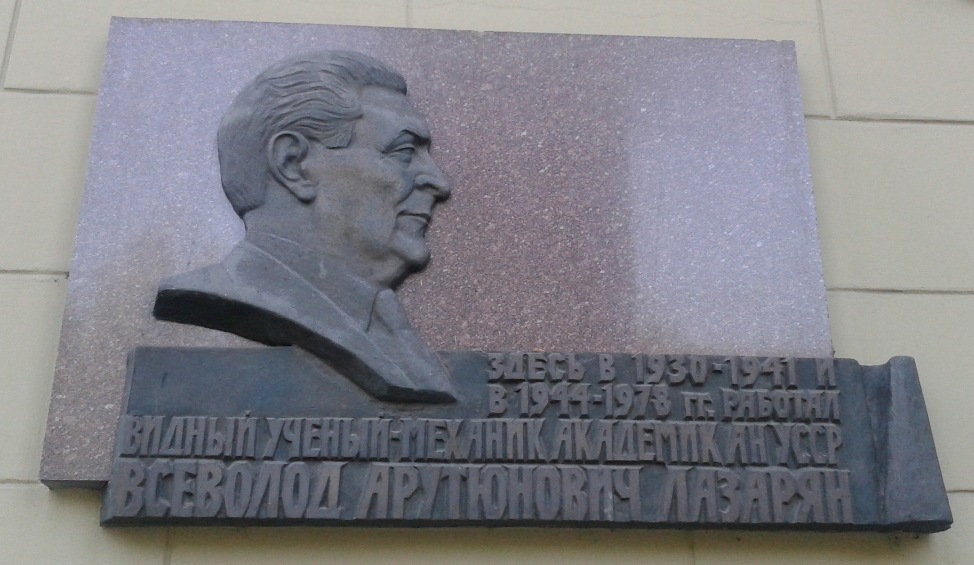 ЗДЕСЬ В 1930-1941 И
В 1944-1978 ГГ. РАБОТАЛ
ВИДНЫЙ УЧЕНЫЙ-МЕХАНИК АКАДЕМИК АН УССР
ВСЕВОЛОД АРУТЮНОВИЧ ЛАЗАРЯН